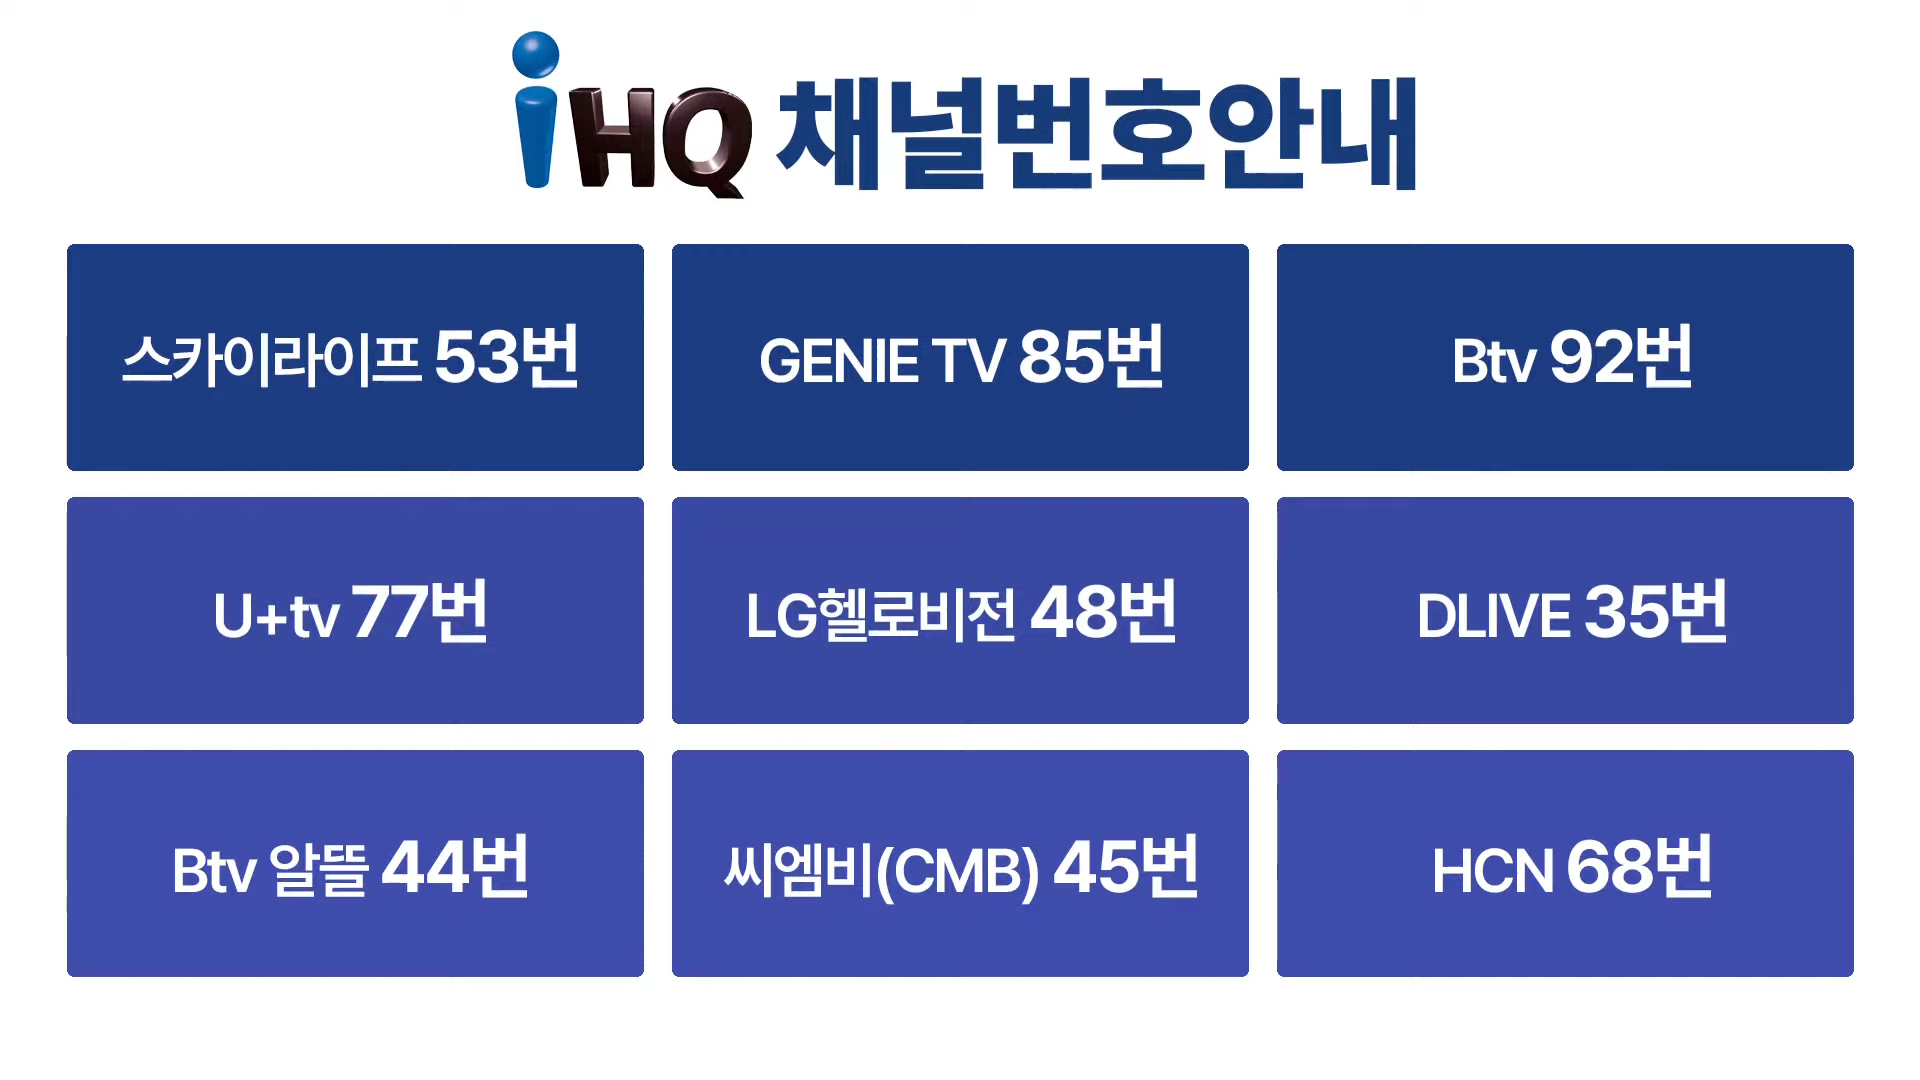 iHQ 채널번호안내
스카이라이프 53번
GENIE TV 85번
Btv 92번
U+tv 77번
LG헬로비전 48번
DLIVE 35번
Btv 알뜰 44번
씨엠비(CMB) 45번
HCN 68번